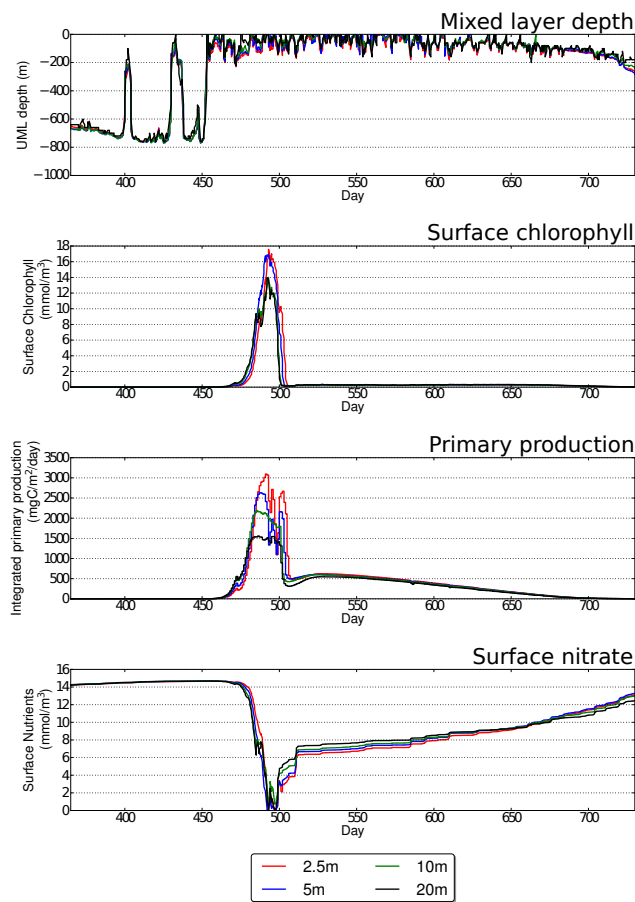 Mixed layer depth
UML depth (m)
0
−200
−400
−600
−800
−1000
400 450 500 550 600 650 700
Day
Surface chlorophyll
Surface Chlorophyll
(mmol/m³)
18
16
14
12
10
8
6
4
2
0
400 450 500 550 600 650 700
Day
Primary production
Integrated primary production
(mgC/m²/day)
3500
3000
2500
2000
1500
1000
500
0
400 450 500 550 600 650 700
Day
Surface nitrate
Surface Nutrients
(mmol/m³)
16
14
12
10
8
6
4
2
0
400 450 500 550 600 650 700
Day
2.5m 10m
5m 20m